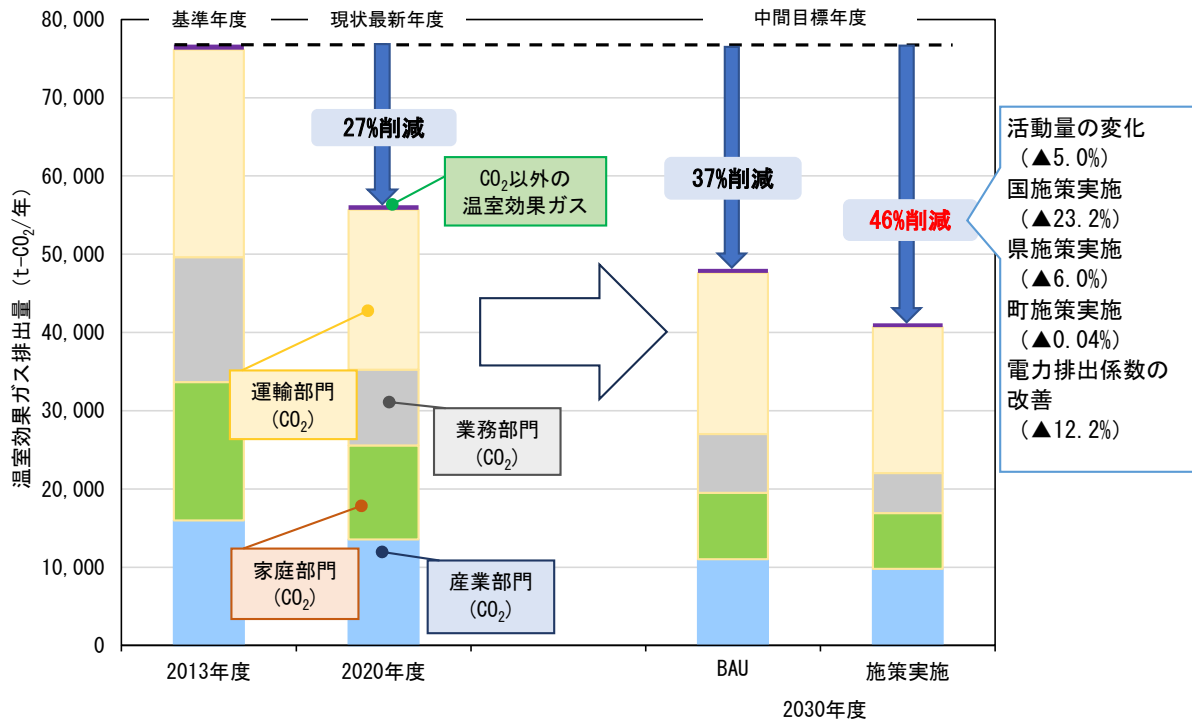 基準年度
現状最新年度
中間目標年度
温室効果ガス排出量 (t-CO₂/年)
80,000
70,000
60,000
50,000
40,000
30,000
20,000
10,000
0
27%削減
37%削減
46%削減
CO₂以外の
温室効果ガス
運輸部門
(CO₂)
業務部門
(CO₂)
家庭部門
(CO₂)
産業部門
(CO₂)
活動量の変化
(▲5.0%)
国施策実施
(▲23.2%)
県施策実施
(▲6.0%)
町施策実施
(▲0.04%)
電力排出係数の
改善
(▲12.2%)
2013年度
2020年度
BAU
施策実施
2030年度